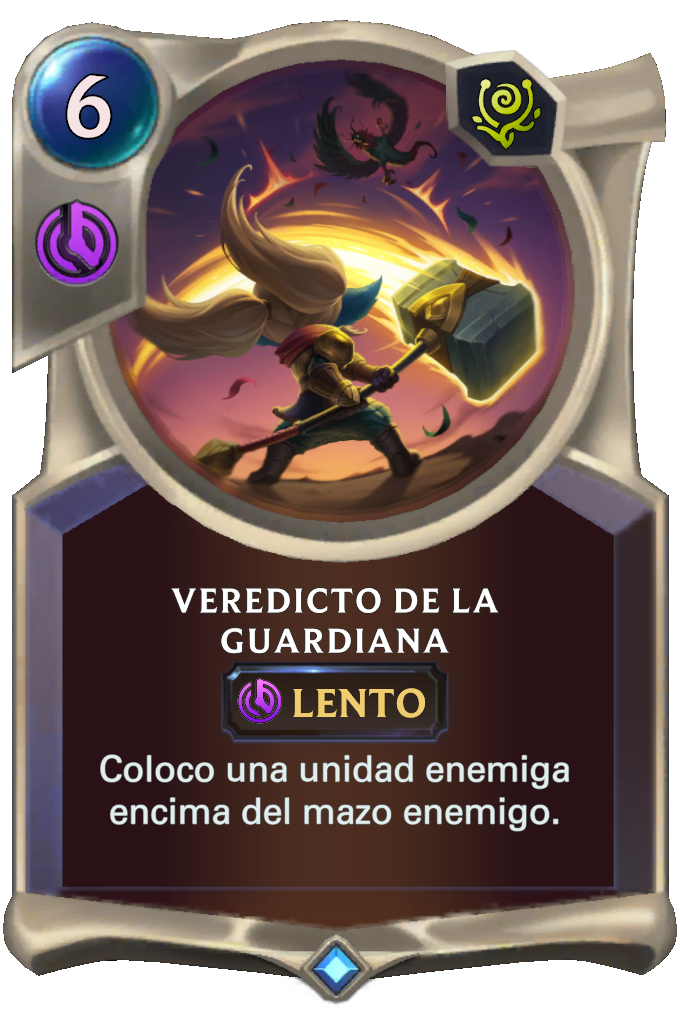 6
VEREDICTO DE LA
GUARDIANA
LENTO
Coloco una unidad enemiga
encima del mazo enemigo.